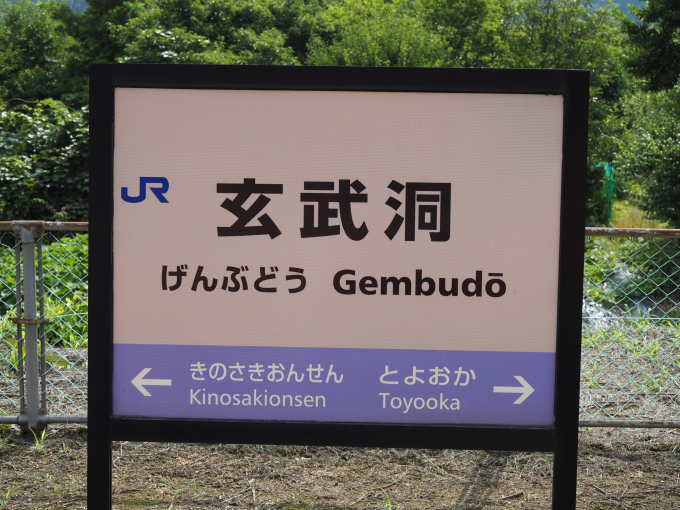 JR 玄武洞
げんぶどう Gembudō
← きのさきおんせん とよおか →
Kinosakionsen Toyooka